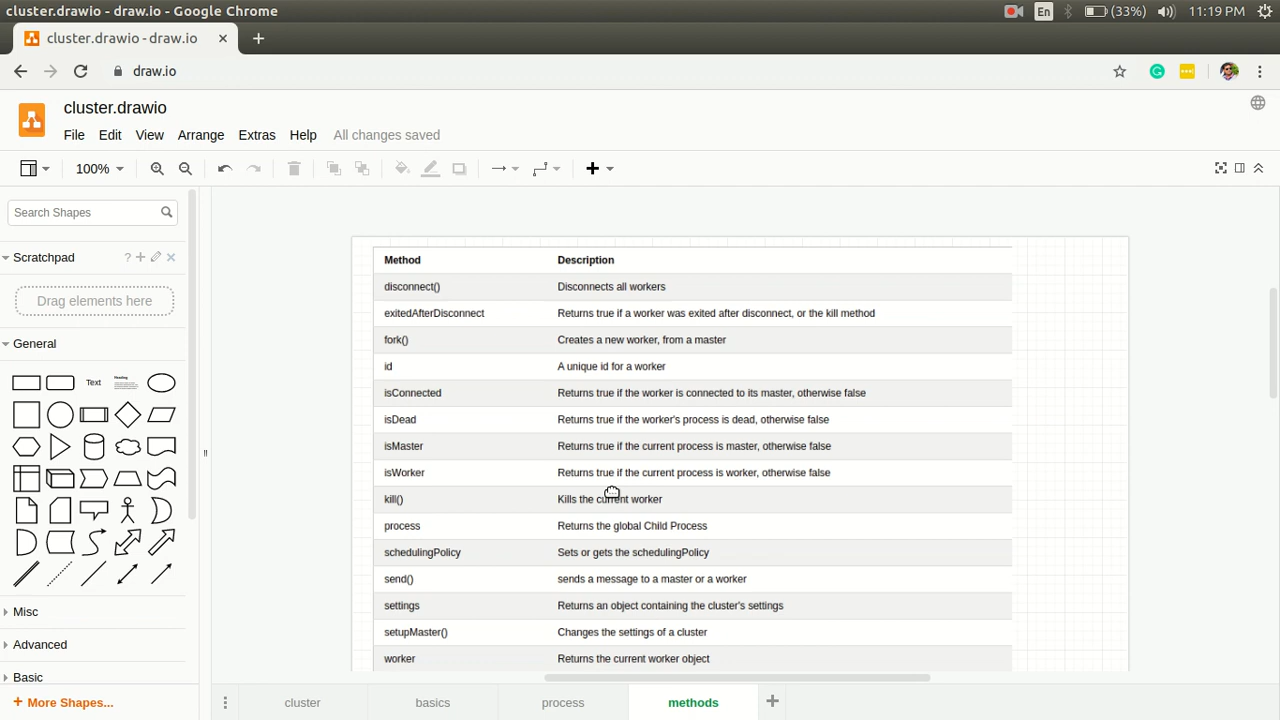 cluster.drawio - draw.io - Google Chrome
En (33%) 11:19 PM
cluster.drawio - draw.io
draw.io
cluster.drawio
File Edit View Arrange Extras Help All changes saved
100%
Search Shapes
Scratchpad
Drag elements here
General
Text
Heading
Misc
Advanced
Basic
+ More Shapes...
Method Description
disconnect() Disconnects all workers
exitedAfterDisconnect Returns true if a worker was exited after disconnect, or the kill method
fork() Creates a new worker, from a master
id A unique id for a worker
isConnected Returns true if the worker is connected to its master, otherwise false
isDead Returns true if the worker's process is dead, otherwise false
isMaster Returns true if the current process is master, otherwise false
isWorker Returns true if the current process is worker, otherwise false
kill() Kills the current worker
process Returns the global Child Process
schedulingPolicy Sets or gets the schedulingPolicy
send() sends a message to a master or a worker
settings Returns an object containing the cluster's settings
setupMaster() Changes the settings of a cluster
worker Returns the current worker object
cluster basics process methods